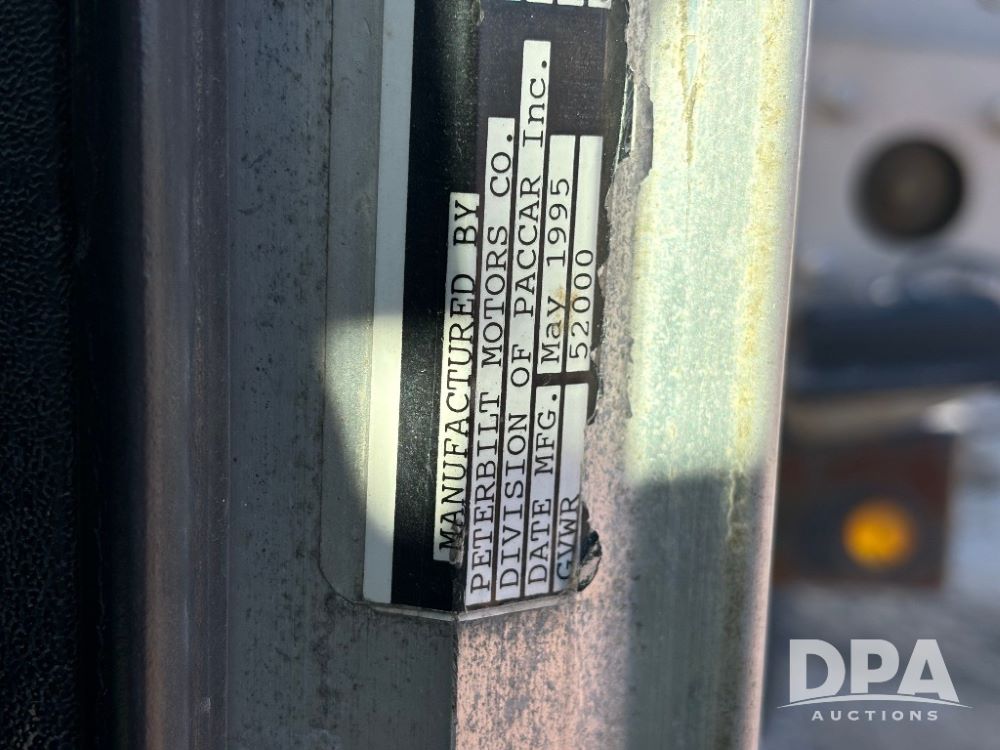 MANUFACTURED BY
PETERBILT MOTORS CO.
DIVISION OF PACCAR Inc.
DATE MFG. May 1995
GVWR 52000
DPA
AUCTIONS